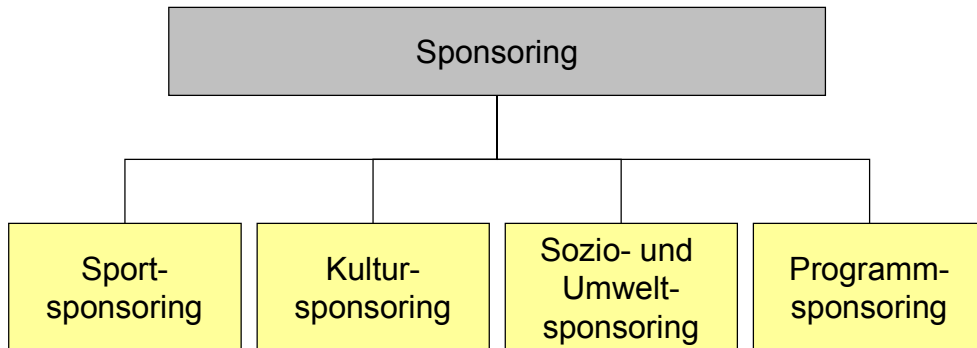 Sponsoring
Sport-
sponsoring
Kultur-
sponsoring
Sozio- und
Umwelt-
sponsoring
Programm-
sponsoring